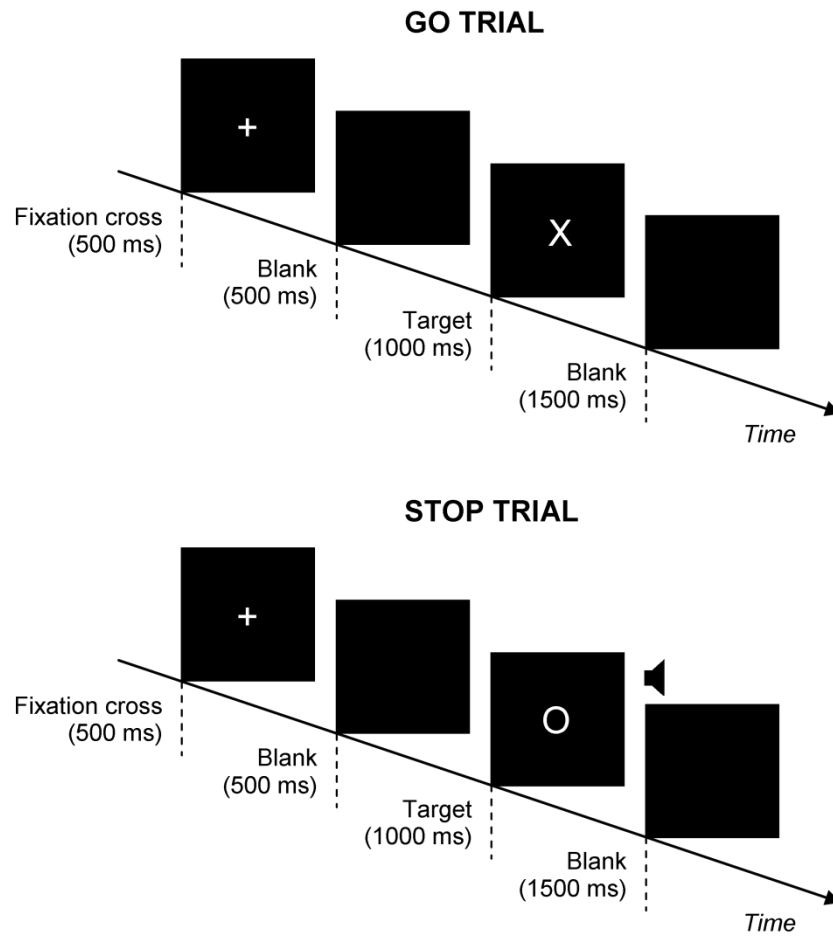 GO TRIAL
+
Fixation cross
(500 ms)
Blank
(500 ms)
X
Target
(1000 ms)
Blank
(1500 ms)
Time
STOP TRIAL
+
Fixation cross
(500 ms)
Blank
(500 ms)
O
Target
(1000 ms)
Blank
(1500 ms)
Time